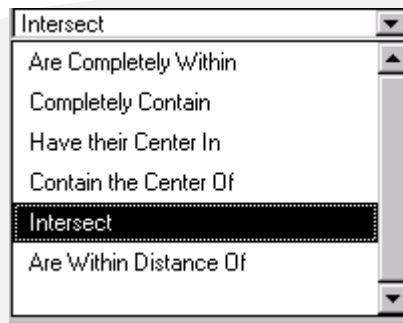 Intersect
Are Completely Within
Completely Contain
Have their Center In
Contain the Center Of
Intersect
Are Within Distance Of